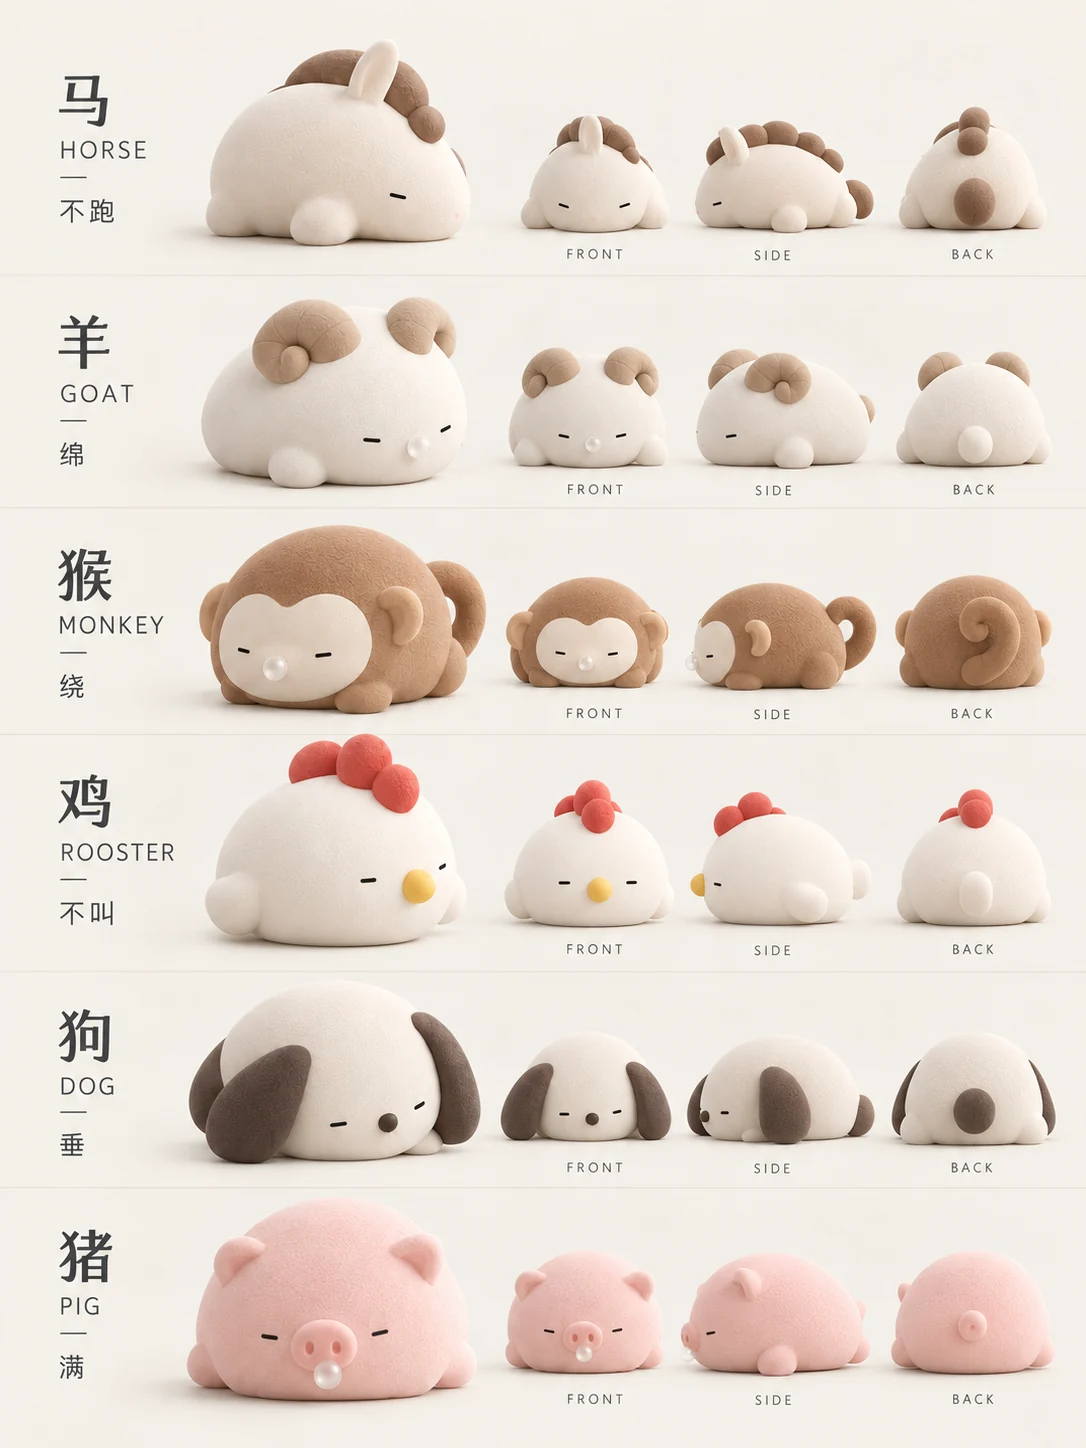 马
HORSE
不跑
FRONT
SIDE
BACK
羊
GOAT
绵
FRONT
SIDE
BACK
猴
MONKEY
绕
FRONT
SIDE
BACK
鸡
ROOSTER
不叫
FRONT
SIDE
BACK
狗
DOG
垂
FRONT
SIDE
BACK
猪
PIG
满
FRONT
SIDE
BACK